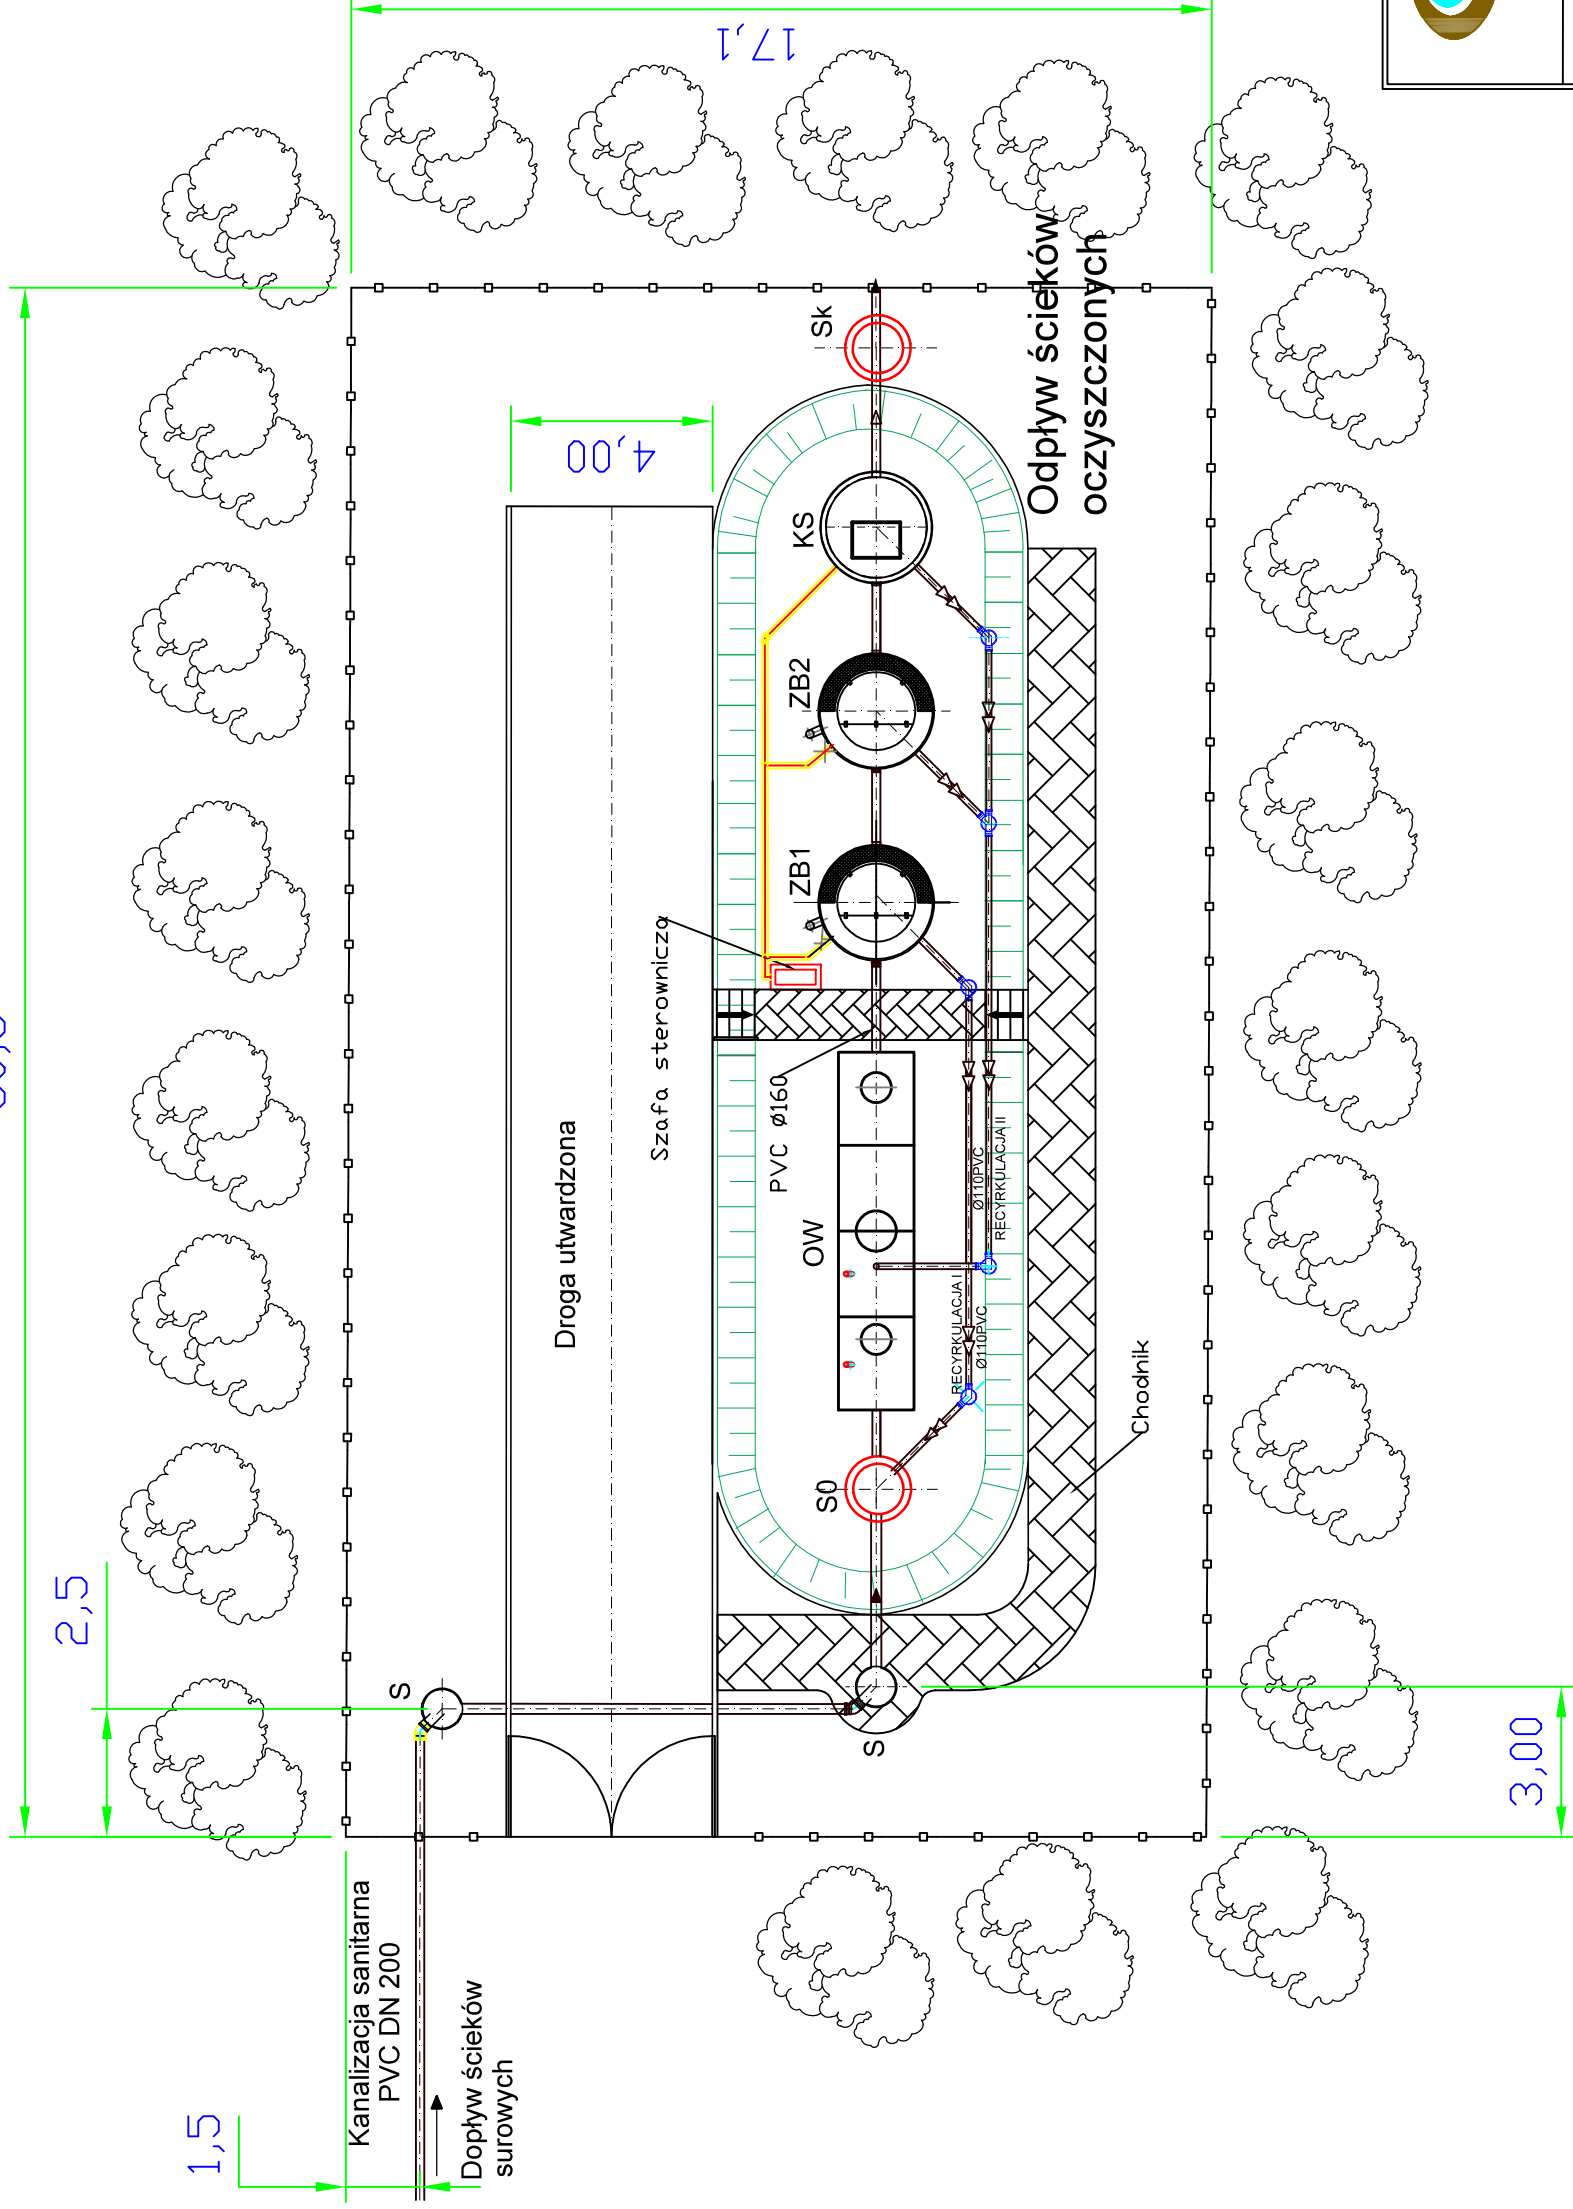 17,1
Sk
Odpływ ścieków
oczyszczonych
4,00
KS
ZB2
ZB1
Szafa sterownicza
PVC ø160
Droga utwardzona
OW
Ø110PVC
RECYRKULACJA II
RECYRKULACJA I
Ø110PVC
Chodnik
S0
2,5
S
S
3,00
Kanalizacja sanitarna
PVC DN 200
Dopływ ścieków
surowych
1,5